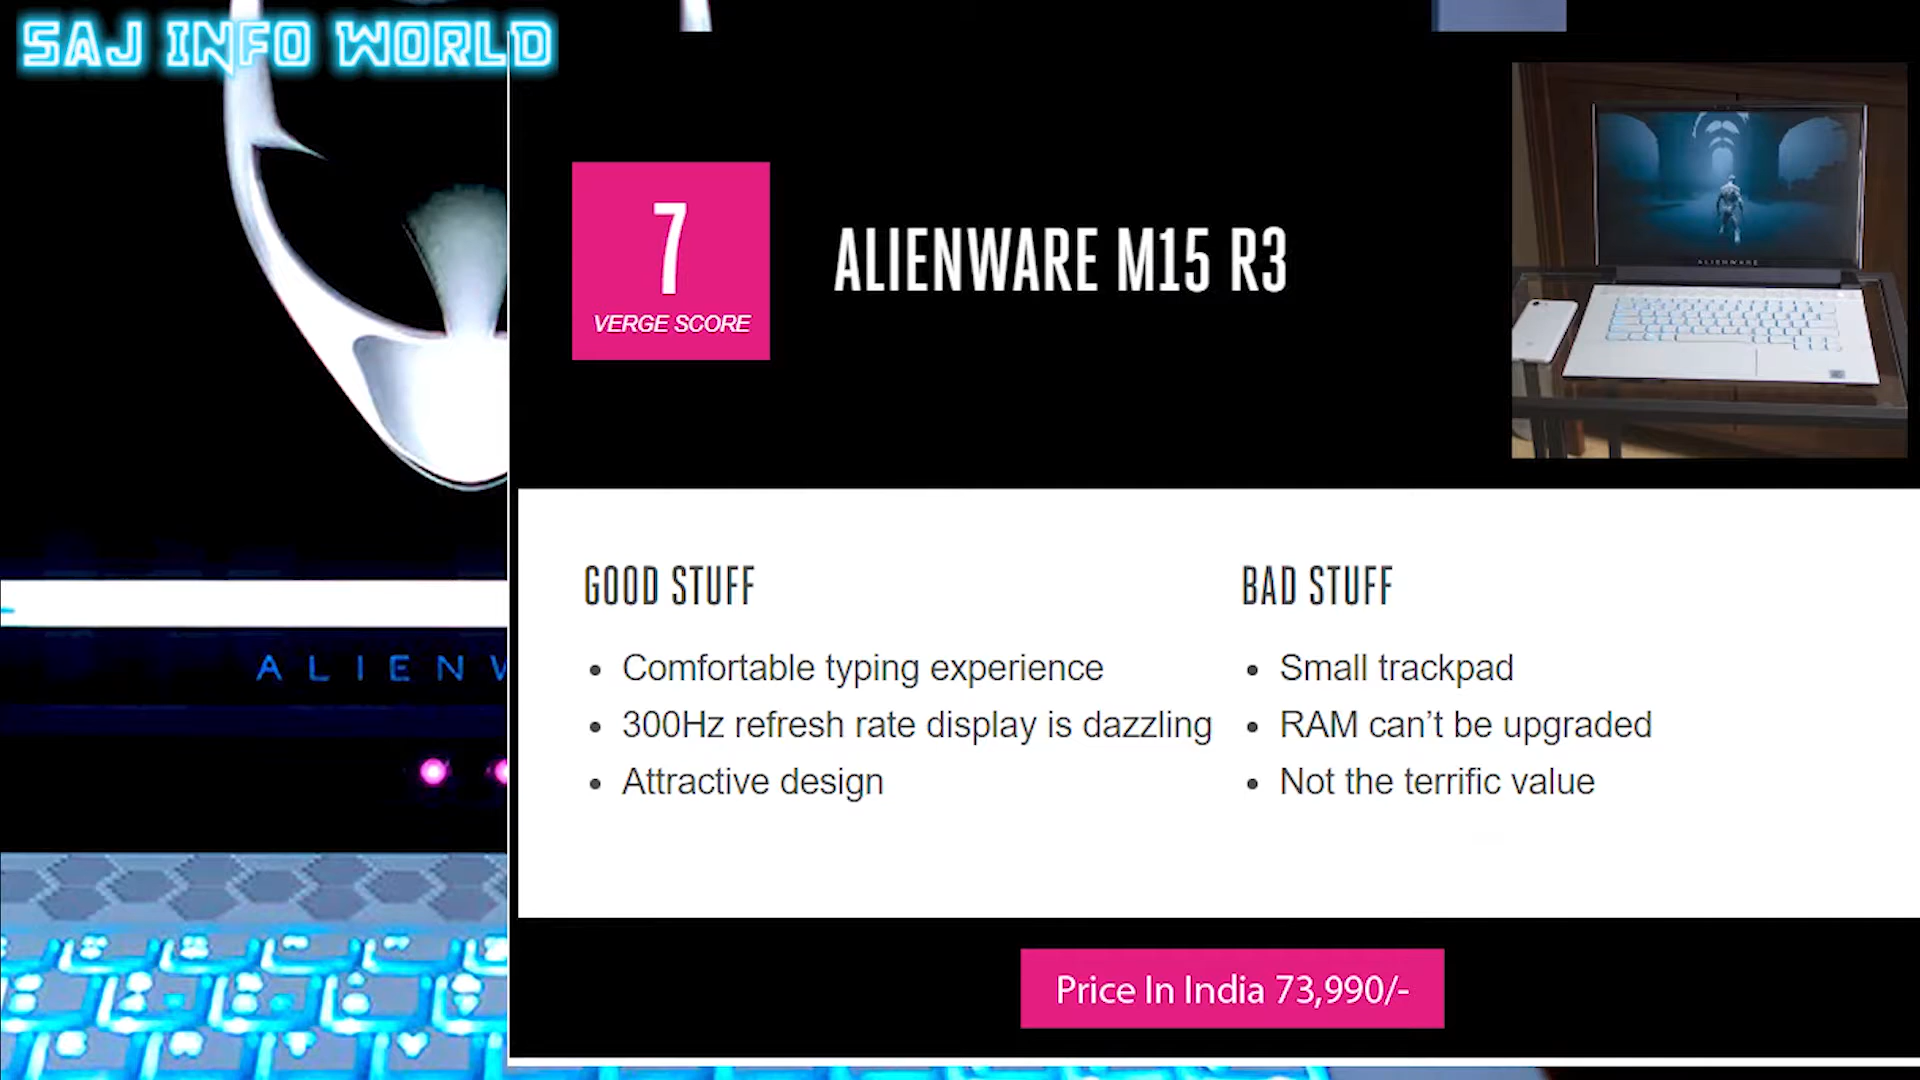 SAJ INFO WORLD
7
VERGE SCORE
ALIENWARE M15 R3
ALIENWARE
GOOD STUFF
Comfortable typing experience
300Hz refresh rate display is dazzling
Attractive design
BAD STUFF
Small trackpad
RAM can’t be upgraded
Not the terrific value
ALIENW
Price In India 73,990/-